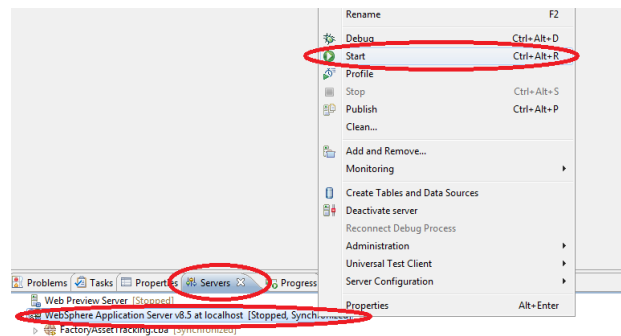 Rename F2
Debug Ctrl+Alt+D
Start Ctrl+Alt+R
Profile
Stop Ctrl+Alt+S
Publish Ctrl+Alt+P
Clean...
Add and Remove...
Monitoring
Create Tables and Data Sources
Deactivate server
Reconnect Debug Process
Administration
Universal Test Client
Server Configuration
Properties Alt+Enter
Problems Tasks Properties Servers Progress
Web Preview Server [Stopped]
WebSphere Application Server v8.5 at localhost [Stopped, Synchronized]
FactoryAssetTracking.cba [Synchronized]